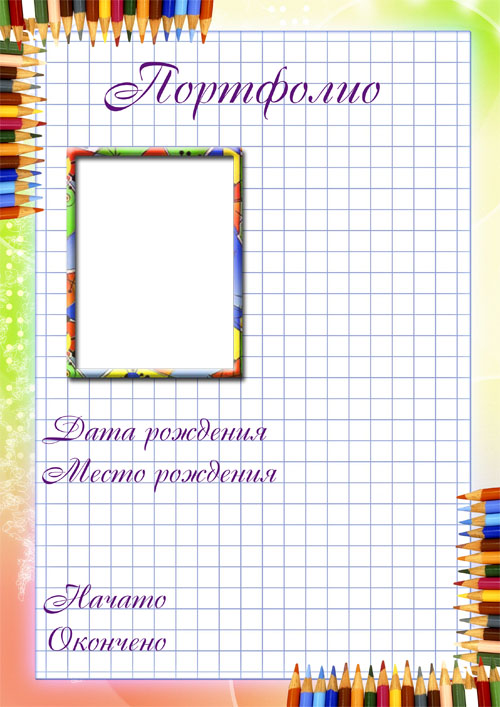 Портфолио
Дата рождения
Место рождения
Начато
Окончено